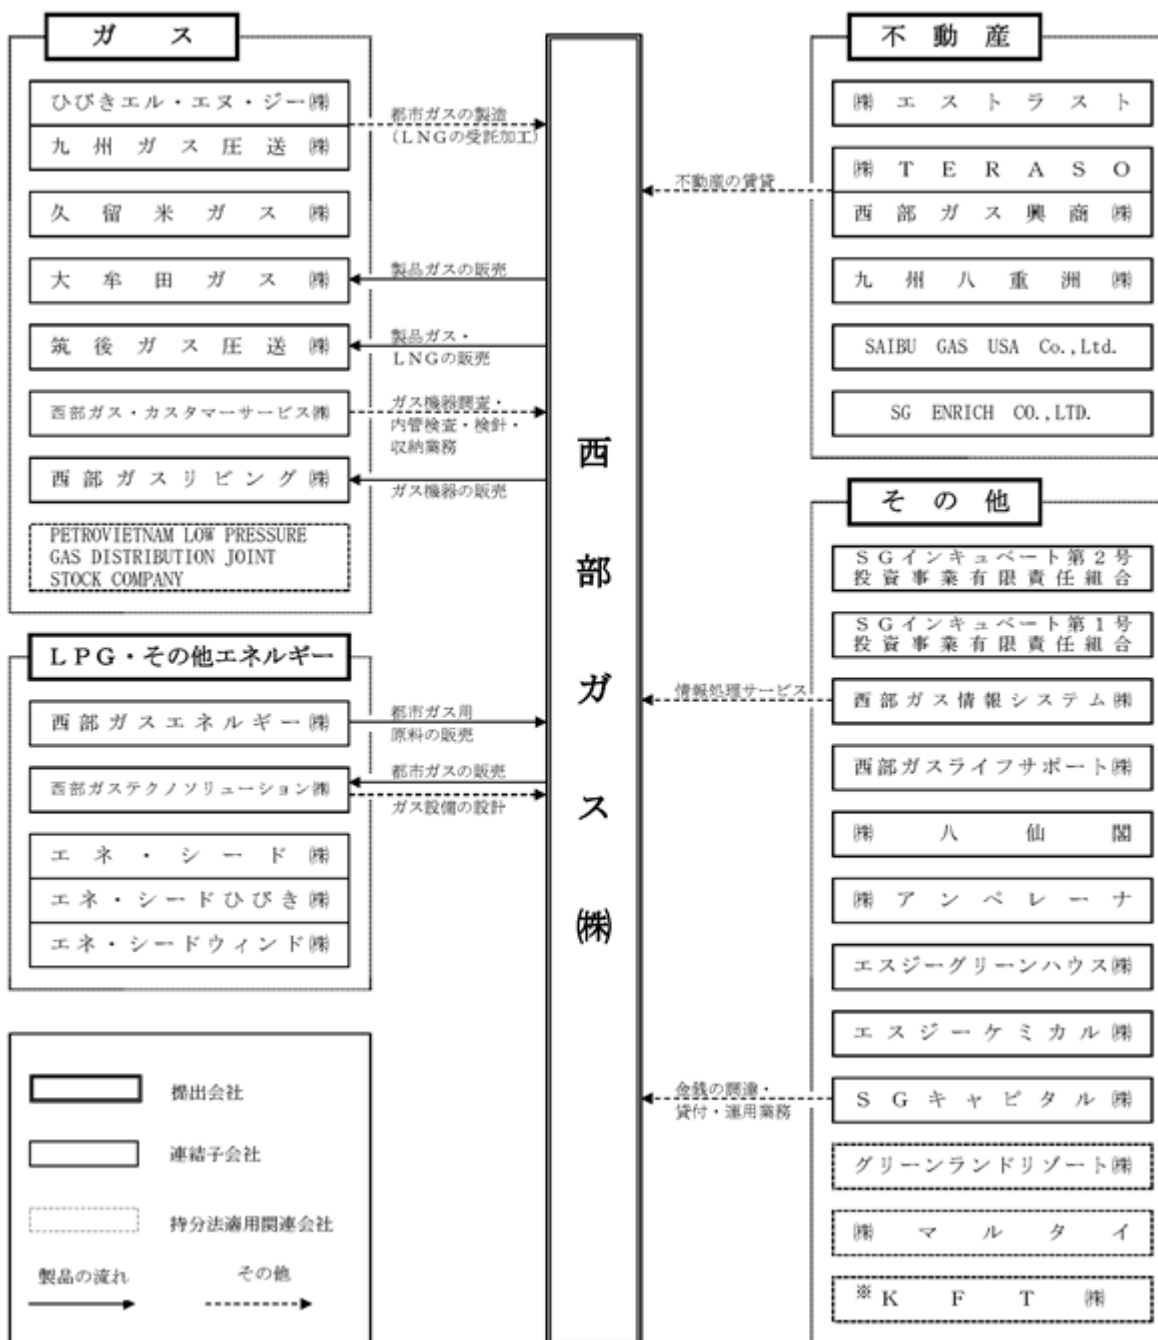 ガス
ひびきエル・エヌ・ジー㈱
九州ガス圧送㈱
久留米ガス㈱
大牟田ガス㈱
筑後ガス圧送㈱
西部ガス・カスタマーサービス㈱
西部ガスリビング㈱
PETROVIETNAM LOW PRESSURE
GAS DISTRIBUTION JOINT
STOCK COMPANY
都市ガスの製造
(LNGの受託加工)
製品ガスの販売
製品ガス・
LNGの販売
ガス機器調査・
内管検査・検針・
収納業務
ガス機器の販売
LPG・その他エネルギー
西部ガスエネルギー㈱
西部ガステクノソリューション㈱
エネ・シード㈱
エネ・シードひびき㈱
エネ・シードウィンド㈱
都市ガス用
原料の販売
都市ガスの販売
ガス設備の設計
提出会社
連結子会社
持分法適用関連会社
製品の流れ
その他
西部ガス㈱
不動産
㈱エストラスト
㈱TERASO
西部ガス興商㈱
九州八重洲㈱
SAIBU GAS USA Co.,Ltd.
SG ENRICH CO.,LTD.
不動産の賃貸
その他
SGインキュベート第2号
投資事業有限責任組合
SGインキュベート第1号
投資事業有限責任組合
西部ガス情報システム㈱
西部ガスライフサポート㈱
㈱八仙閣
㈱アンペレーナ
エスジーグリーンハウス㈱
エスジーケミカル㈱
SGキャピタル㈱
グリーンランドリゾート㈱
㈱マルタイ
※KFT㈱
情報処理サービス
金銭の調達・
貸付・運用業務